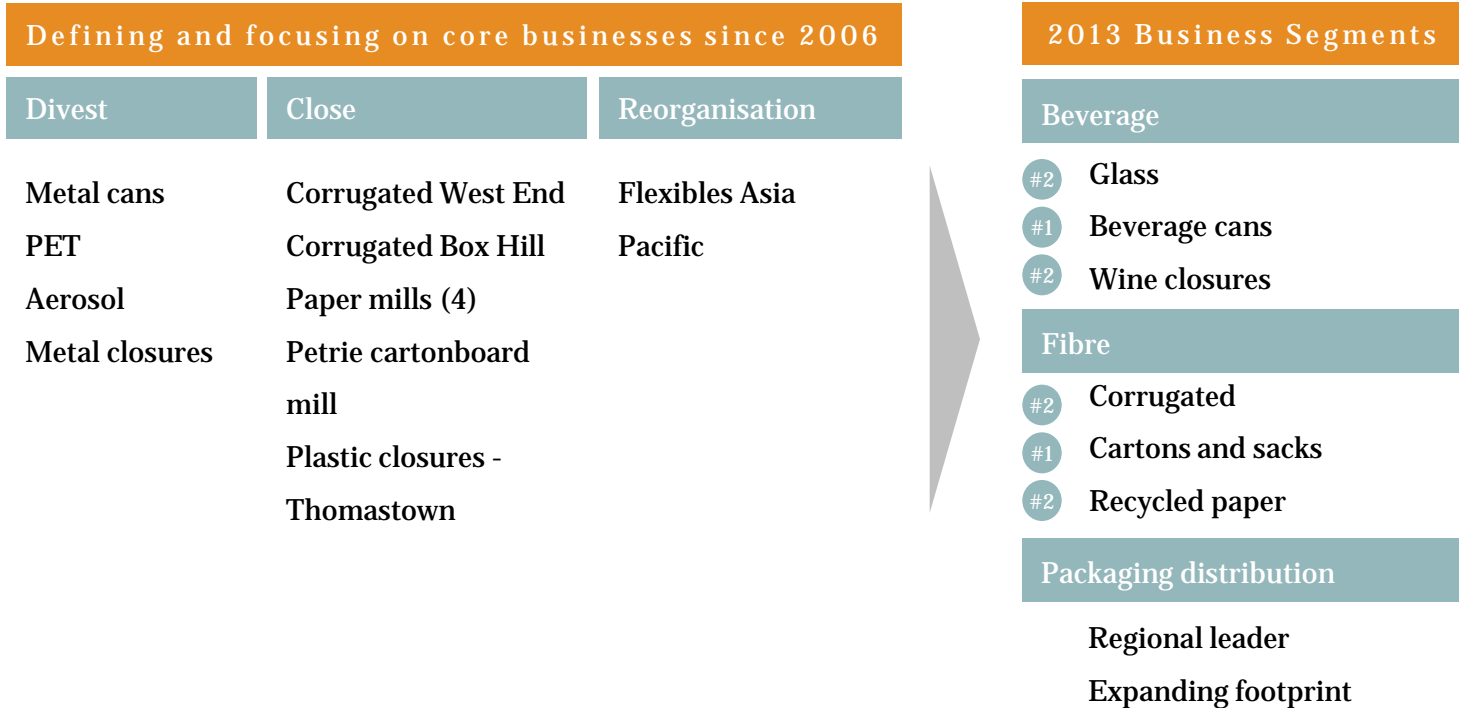 Defining and focusing on core businesses since 2006
Divest
Metal cans
PET
Aerosol
Metal closures
Close
Corrugated West End
Corrugated Box Hill
Paper mills (4)
Petrie cartonboard
mill
Plastic closures -
Thomastown
Reorganisation
Flexibles Asia
Pacific
2013 Business Segments
Beverage
#2 Glass
#1 Beverage cans
#2 Wine closures
Fibre
#2 Corrugated
#1 Cartons and sacks
#2 Recycled paper
Packaging distribution
Regional leader
Expanding footprint